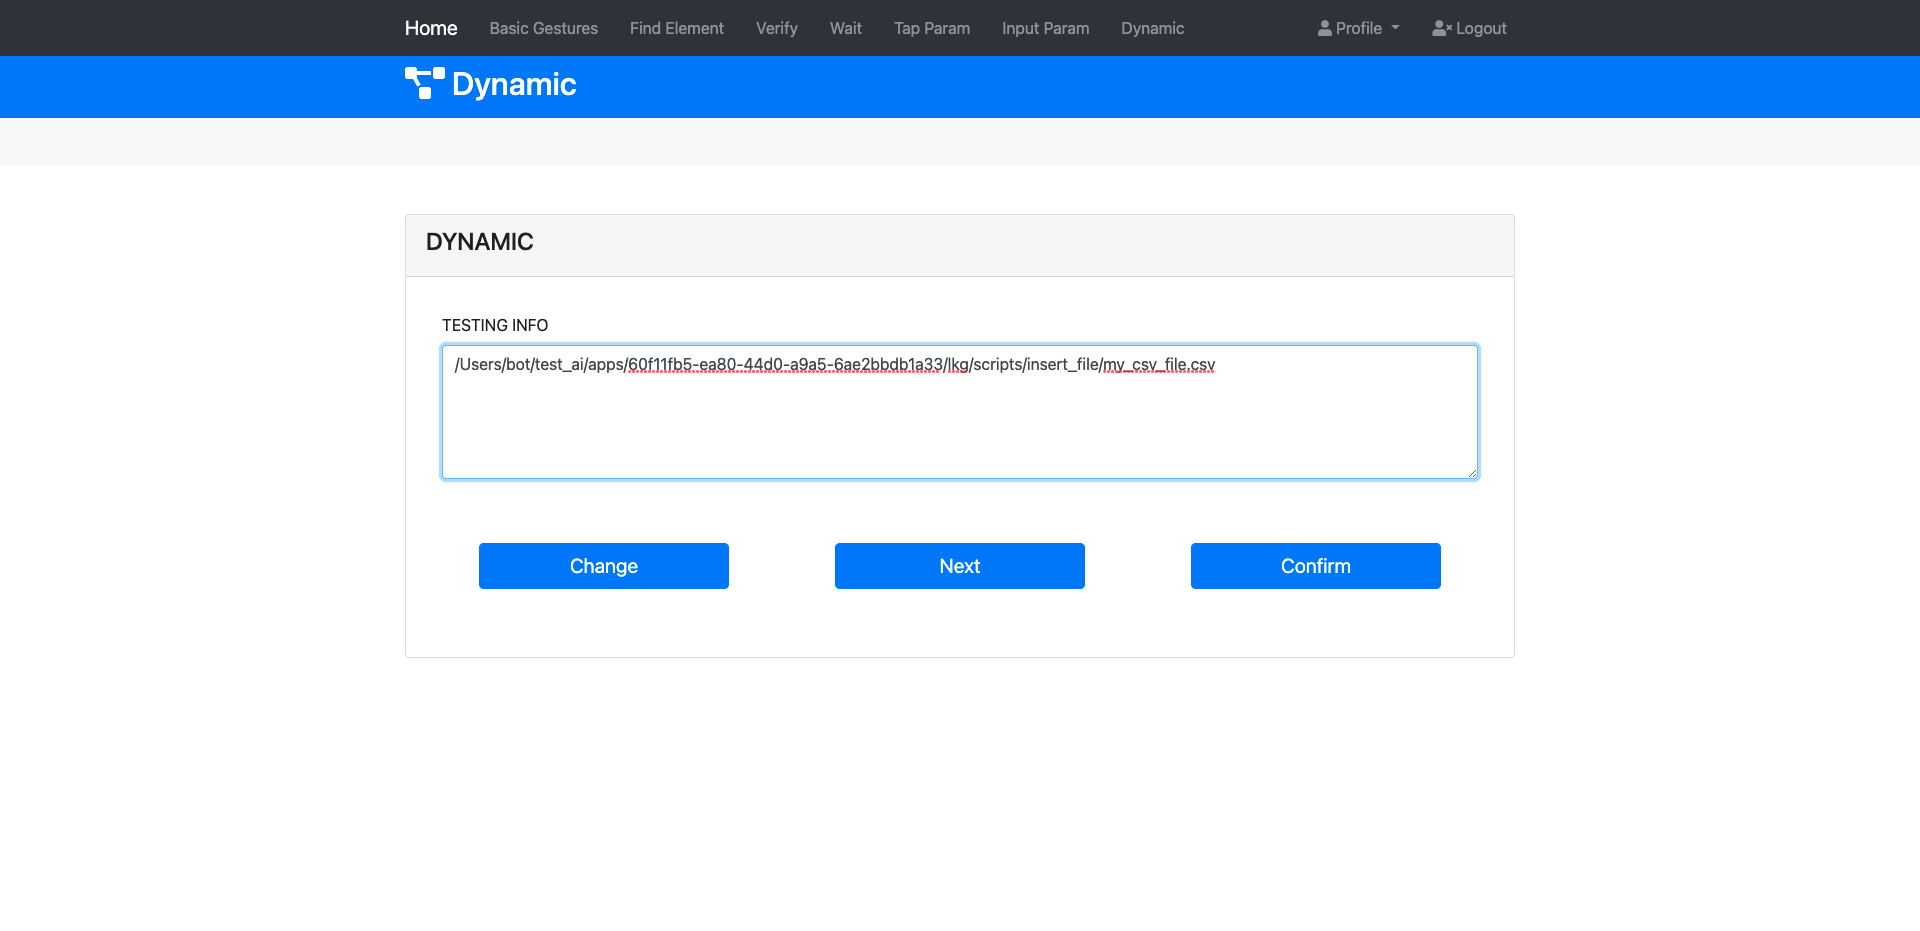 Home Basic Gestures Find Element Verify Wait Tap Param Input Param Dynamic Profile Logout
Dynamic
DYNAMIC
TESTING INFO
/Users/bot/test_ai/apps/60f11fb5-ea80-44d0-a9a5-6ae2bbdb1a33/lkg/scripts/insert_file/my_csv_file.csv
Change Next Confirm